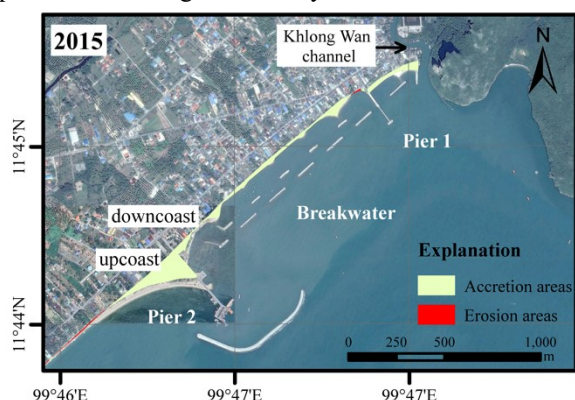 2015
Khlong Wan
channel
N
Pier 1
11°45'N
Breakwater
downcoast
upcoast
Explanation
Accretion areas
Erosion areas
Pier 2
11°44'N
0 250 500 1,000
m
99°46'E 99°47'E 99°47'E